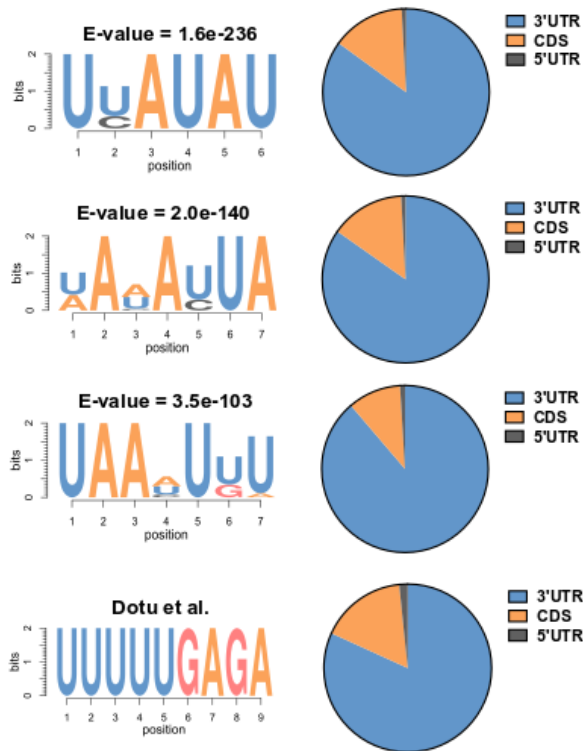 E-value = 1.6e-236
bits
0 1 2
U U A U A U
C
1 2 3 4 5 6
position
3'UTR
CDS
5'UTR
E-value = 2.0e-140
bits
0 1 2
U A A A U U A
A U C
1 2 3 4 5 6 7
position
3'UTR
CDS
5'UTR
E-value = 3.5e-103
bits
0 1 2
U A A A U U U
U G A
1 2 3 4 5 6 7
position
3'UTR
CDS
5'UTR
Dotu et al.
bits
0 1 2
UUUUUGAGA
1 2 3 4 5 6 7 8 9
position
3'UTR
CDS
5'UTR